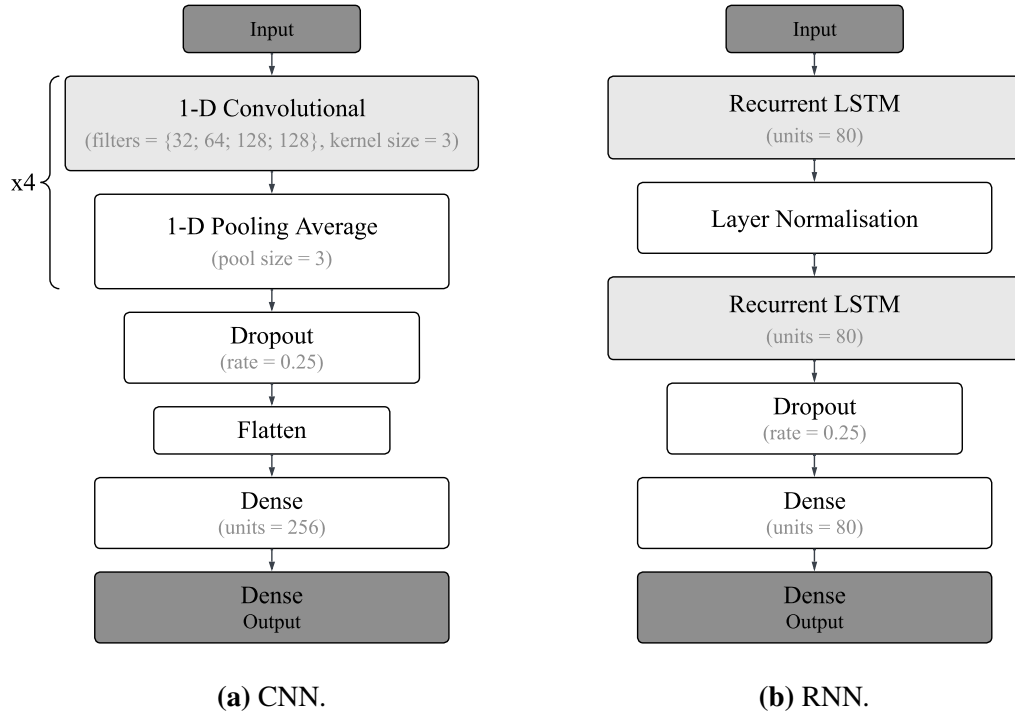 Input
1-D Convolutional
(filters = {32; 64; 128; 128}, kernel size = 3)
x4
1-D Pooling Average
(pool size = 3)
Dropout
(rate = 0.25)
Flatten
Dense
(units = 256)
Dense
Output
(a) CNN.
Input
Recurrent LSTM
(units = 80)
Layer Normalisation
Recurrent LSTM
(units = 80)
Dropout
(rate = 0.25)
Dense
(units = 80)
Dense
Output
(b) RNN.